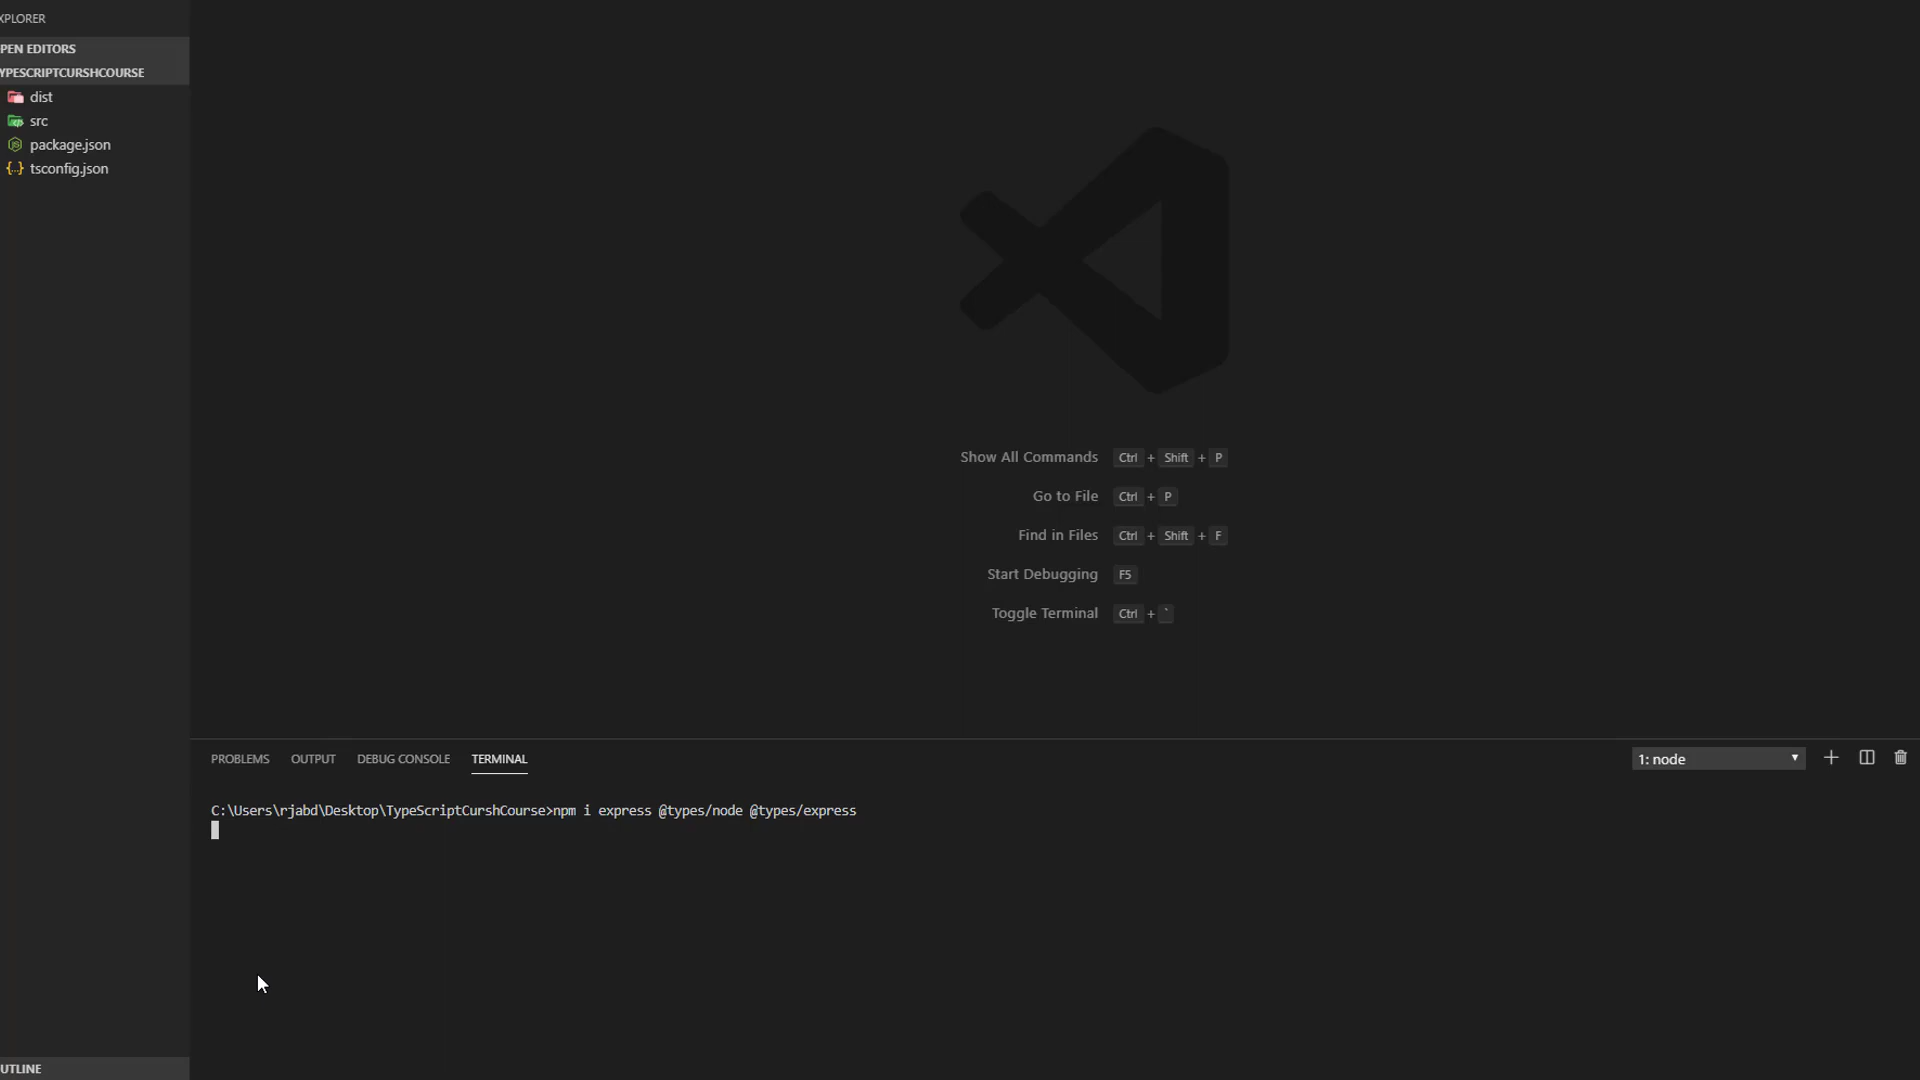 XPLORER
PEN EDITORS
YPESCRIPTCURSHCOURSE
dist
src
package.json
tsconfig.json
UTLINE
Show All Commands Ctrl + Shift + P
Go to File Ctrl + P
Find in Files Ctrl + Shift + F
Start Debugging F5
Toggle Terminal Ctrl + `
PROBLEMS OUTPUT DEBUG CONSOLE TERMINAL 1: node
C:\Users\rjabd\Desktop\TypeScriptCurshCourse>npm i express @types/node @types/express